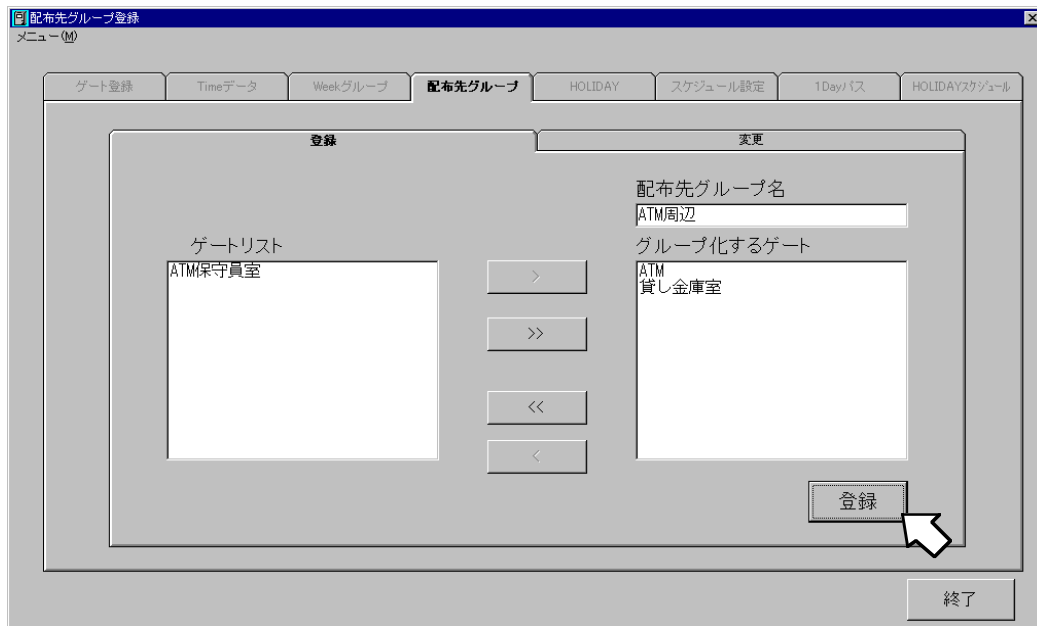 配布先グループ登録
メニュー(M)
ゲート登録 Timeデータ Weekグループ 配布先グループ HOLIDAY スケジュール設定 1Dayパス HOLIDAYスケジュール
登録 変更
配布先グループ名
ATM周辺
ゲートリスト グループ化するゲート
ATM保守員室
ATM
貸し金庫室
>
>>
<<
<
登録
終了